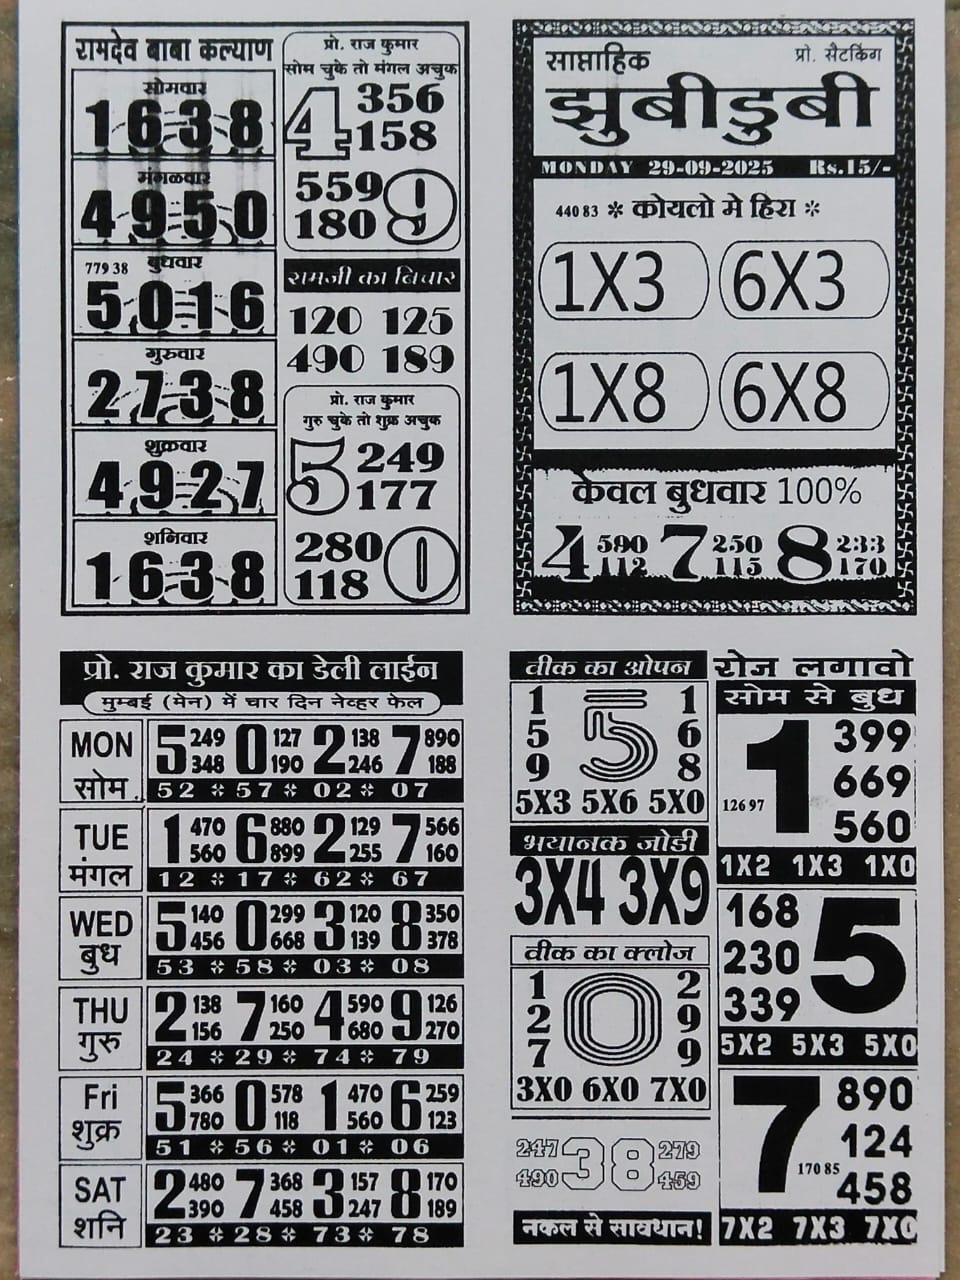 रामदेव बाबा कल्याण
सोमवार
1638
मंगळवार
4950
779 38 बुधवार
5016
गुरुवार
2738
शुक्रवार
4927
शनिवार
1638
प्रो. राज कुमार
सोम चुके तो मंगल अचुक
4 356
158
559 9
180
रामजी का विचार
120 125
490 189
प्रो. राज कुमार
गुरु चुके तो शुक्र अचुक
5 249
177
280 0
118
साप्ताहिक प्रो. सॅटकिंग
झुबीडुबी
MONDAY 29-09-2025 Rs.15/-
440 83 * कोयलो मे हिरा *
1X3 6X3
1X8 6X8
केवल बुधवार 100%
4 590 7 250 8 233
112 115 170
प्रो. राज कुमार का डेली लाईन
मुम्बई (मेन) में चार दिन नेव्हर फेल
MON सोम
5 249 0 127 2 138 7 890
348 190 246 188
52 * 57 * 02 * 07
TUE मंगल
1 470 6 880 2 129 7 566
560 899 255 160
12 * 17 * 62 * 67
WED बुध
5 140 0 299 3 120 8 350
456 668 139 378
53 * 58 * 03 * 08
THU गुरु
2 138 7 160 4 590 9 126
156 250 680 270
24 * 29 * 74 * 79
Fri शुक्र
5 366 0 578 1 470 6 259
780 118 560 123
51 * 56 * 01 * 06
SAT शनि
2 480 7 368 3 157 8 170
390 458 247 189
23 * 28 * 73 * 78
वीक का ओपन
1 5 1
5 6
9 8
5X3 5X6 5X0
भयानक जोडी
3X4 3X9
वीक का क्लोज
1 0 2
2 9
7 9
3X0 6X0 7X0
247 38 279
490 459
नकल से सावधान!
रोज लगावो
सोम से बुध
1 399
669
126 97 560
1X2 1X3 1X0
168 5
230
339
5X2 5X3 5X0
7 890
124
170 85 458
7X2 7X3 7X0